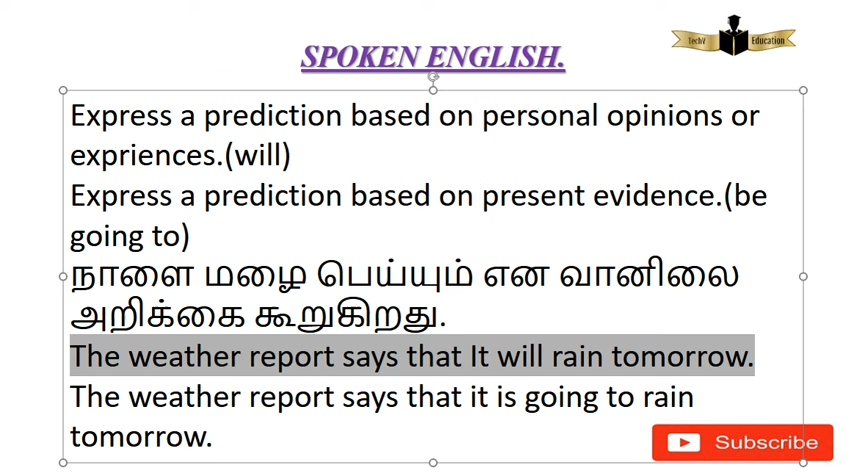 TechY Education
SPOKEN ENGLISH.
Express a prediction based on personal opinions or
expriences.(will)
Express a prediction based on present evidence.(be
going to)
நாளை மழை பெய்யும் என வானிலை
அறிக்கை கூறுகிறது.
The weather report says that It will rain tomorrow.
The weather report says that it is going to rain
tomorrow.
Subscribe